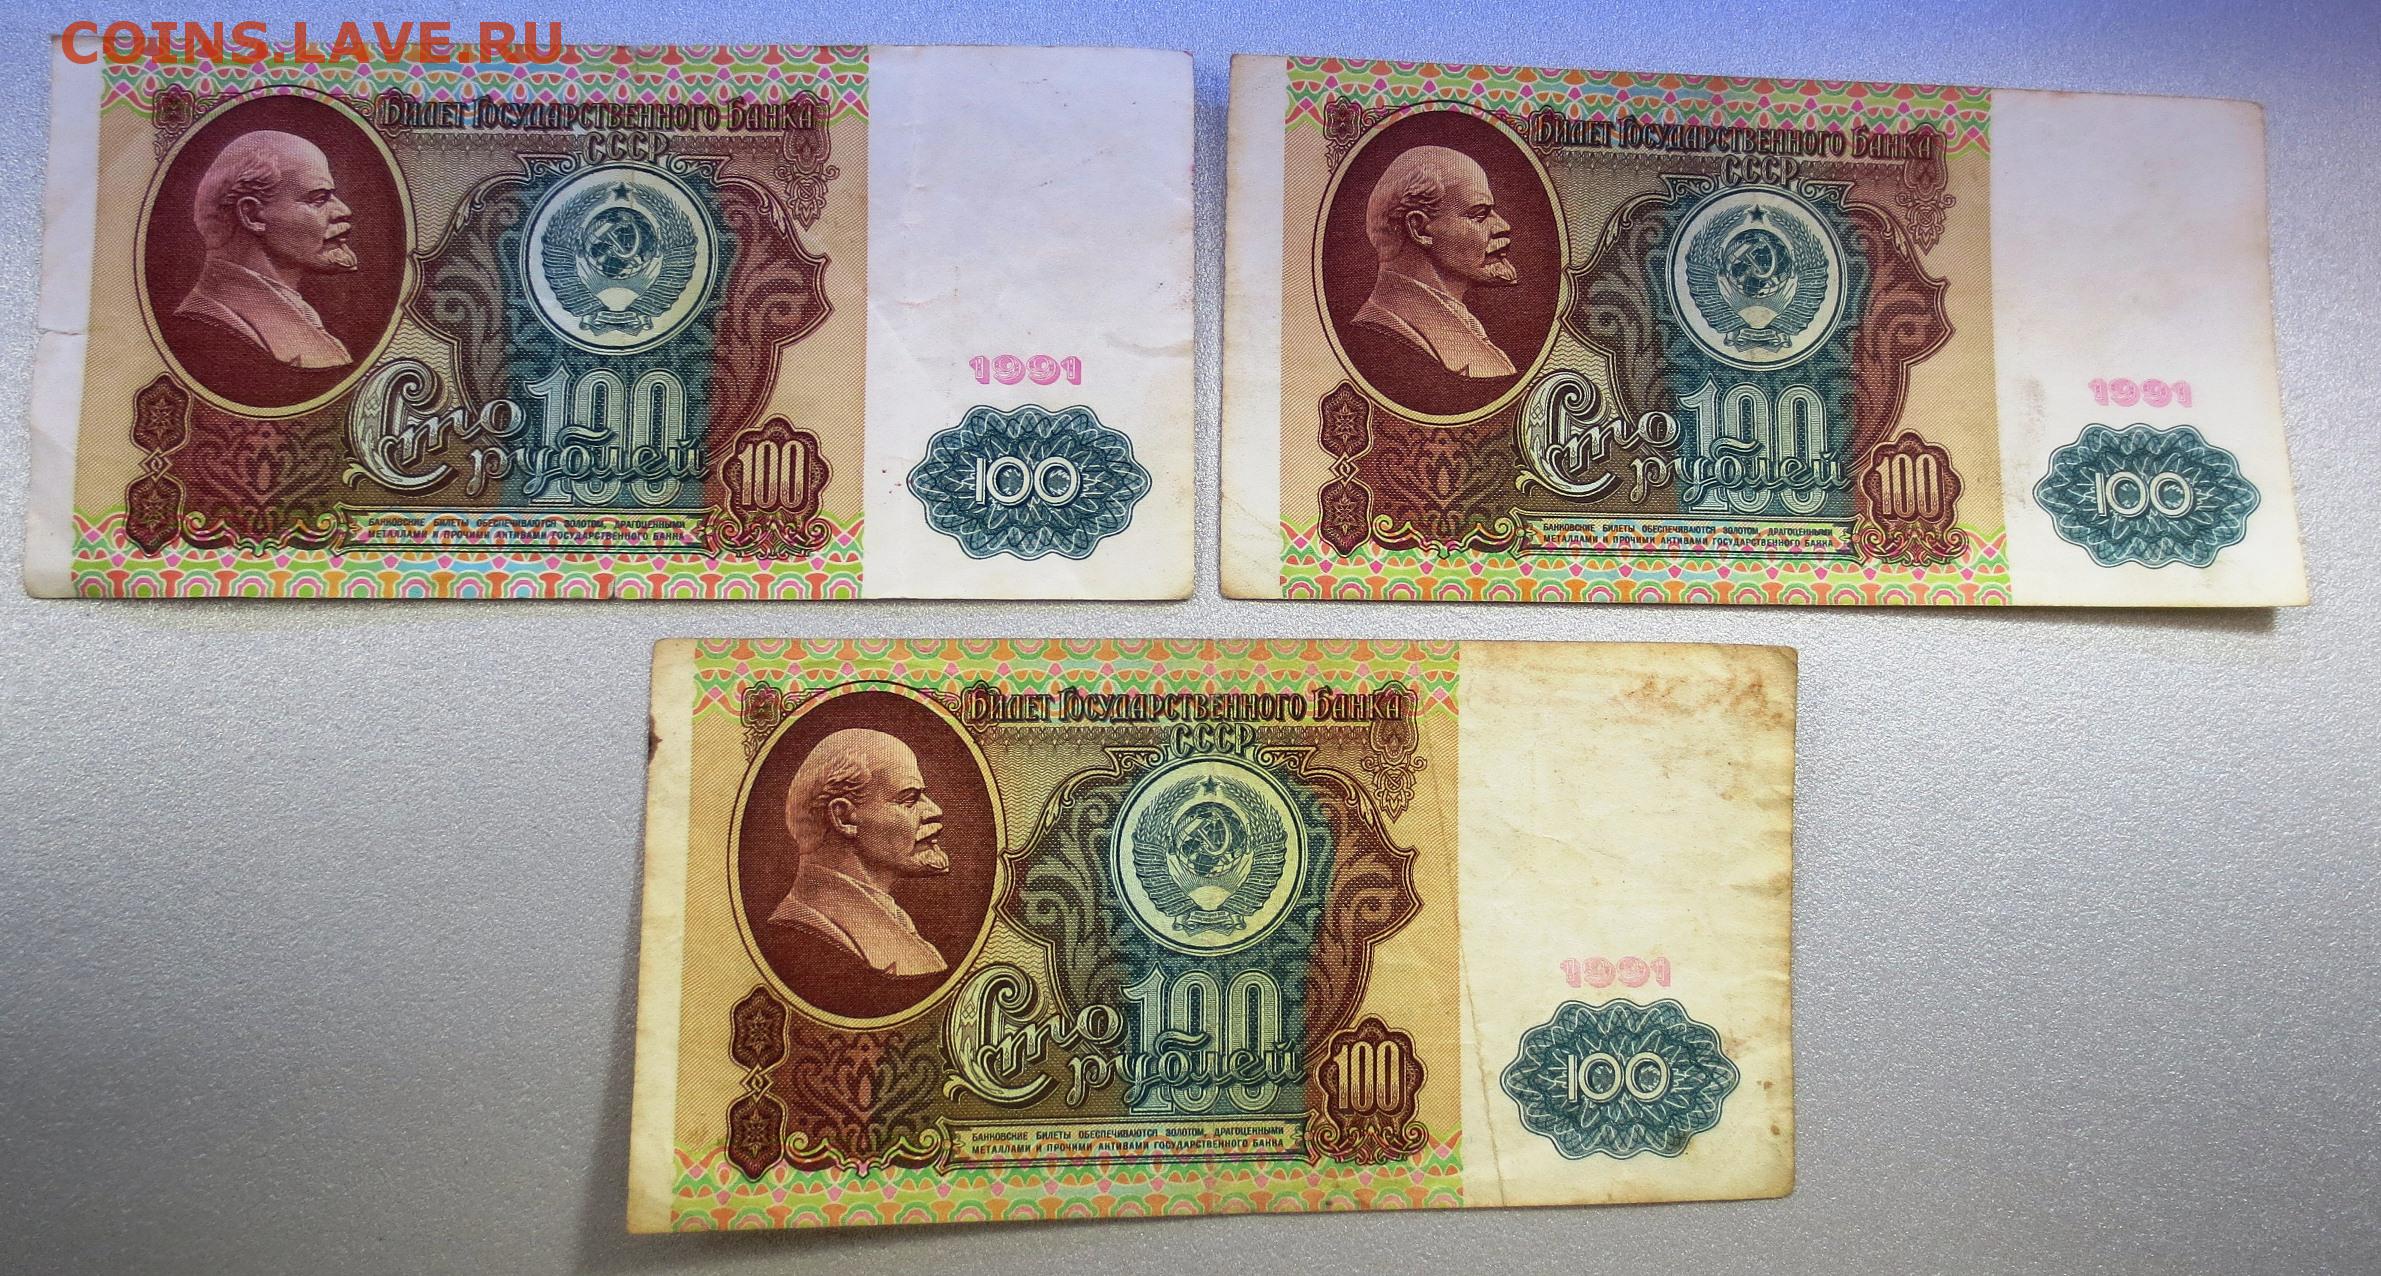 COINS.LAVE.RU
Билет Государственного Банка
СССР
1991
Сто 100
рублей
100
100
Банковские билеты обеспечиваются золотом, драгоценными
металлами и прочими активами Государственного банка
Билет Государственного Банка
СССР
1991
Сто 100
рублей
100
100
Банковские билеты обеспечиваются золотом, драгоценными
металлами и прочими активами Государственного банка
Билет Государственного Банка
СССР
1991
Сто 100
рублей
100
100
Банковские билеты обеспечиваются золотом, драгоценными
металлами и прочими активами Государственного банка